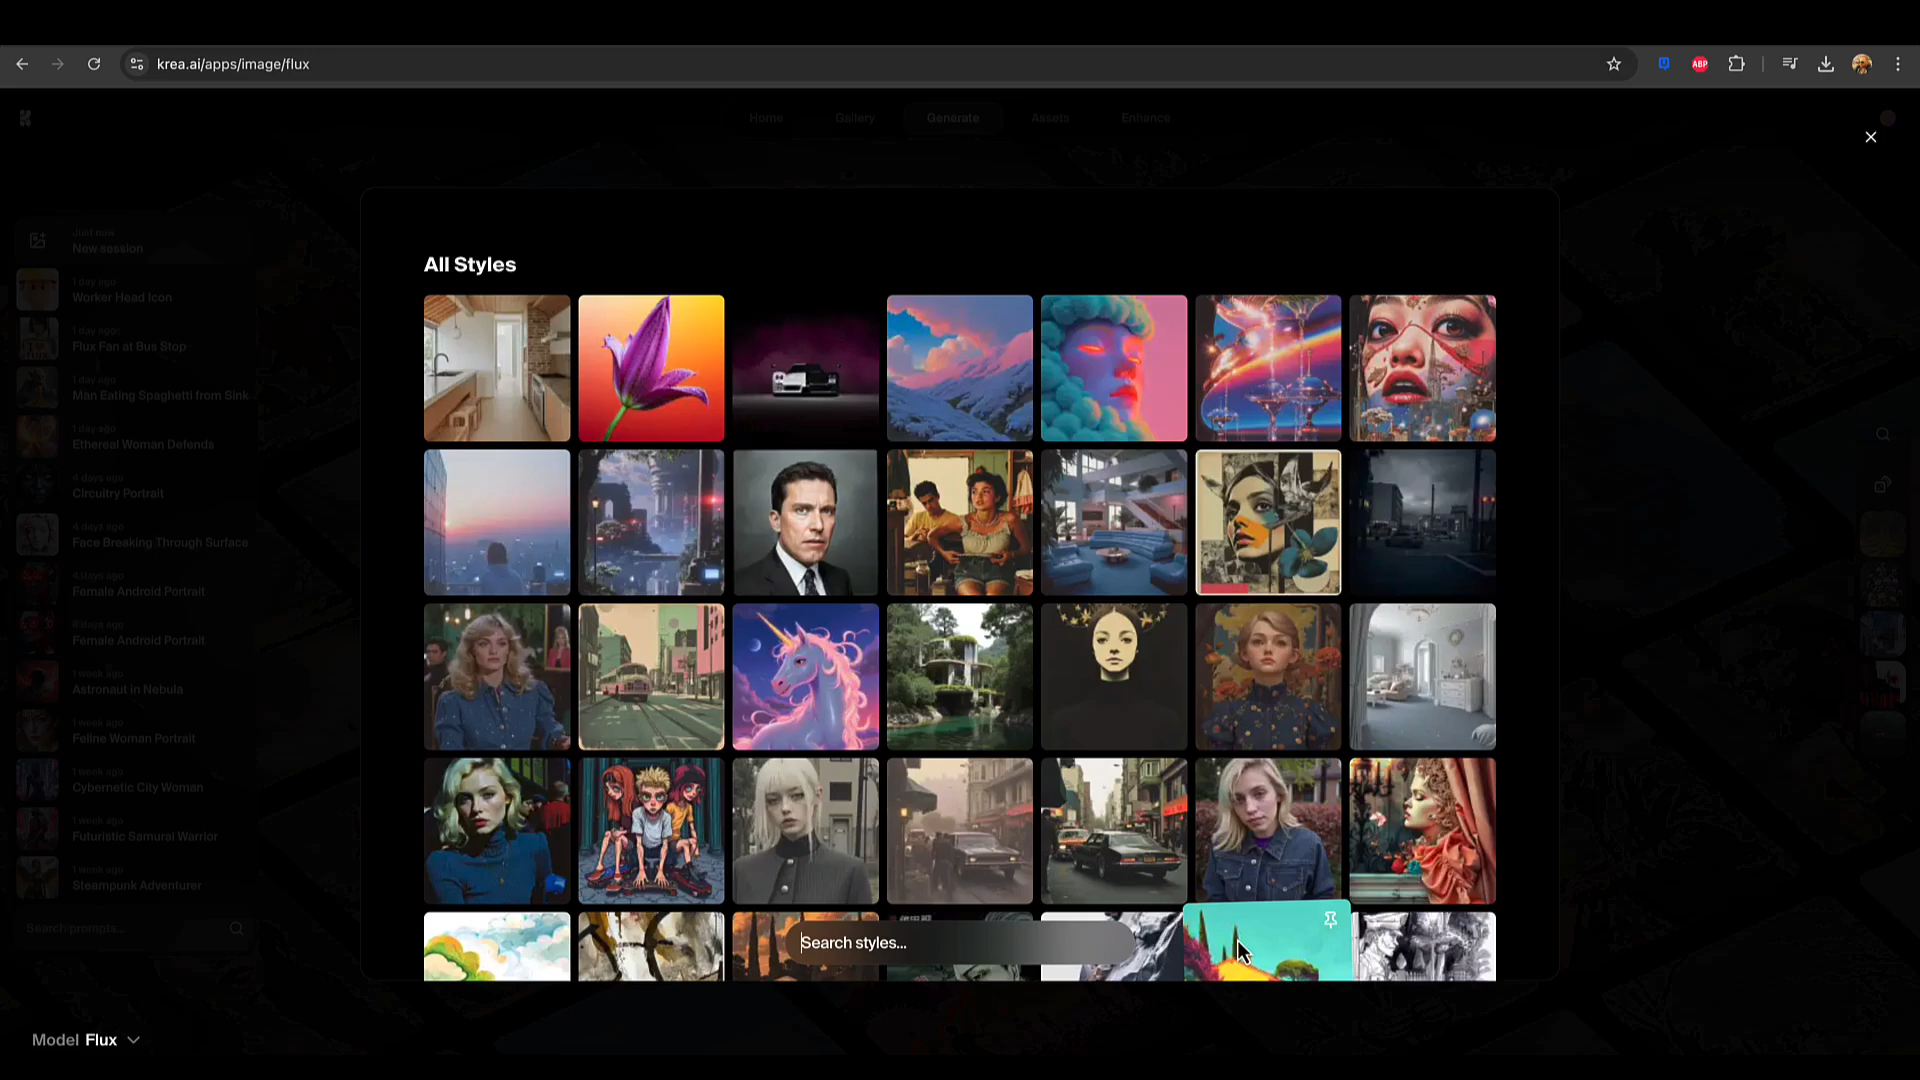 krea.ai/apps/image/flux
ABP
Home
Gallery
Generate
Assets
Enhance
Just now
New session
1 day ago
Worker Head Icon
1 day ago
Flux Fan at Bus Stop
1 day ago
Man Eating Spaghetti from Sink
1 day ago
Ethereal Woman Defends
4 days ago
Circuitry Portrait
4 days ago
Face Breaking Through Surface
4 days ago
Female Android Portrait
6 days ago
Female Android Portrait
1 week ago
Astronaut in Nebula
1 week ago
Feline Woman Portrait
1 week ago
Cybernetic City Woman
1 week ago
Futuristic Samurai Warrior
1 week ago
Steampunk Adventurer
Search prompts...
All Styles
Search styles...
Model Flux